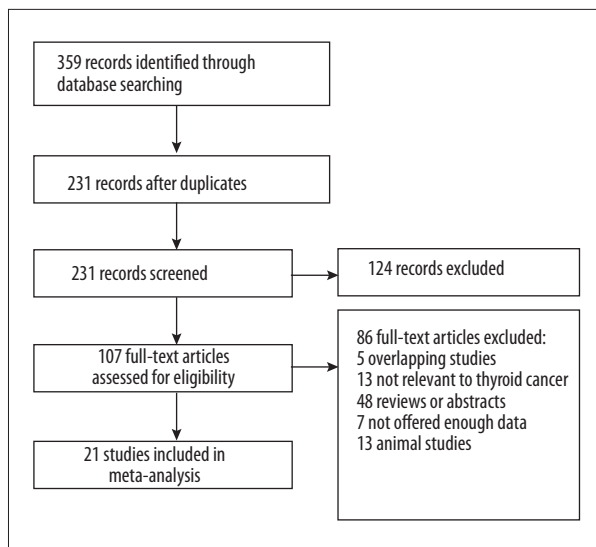 359 records identified through
database searching
231 records after duplicates
231 records screened
124 records excluded
107 full-text articles
assessed for eligibility
86 full-text articles excluded:
5 overlapping studies
13 not relevant to thyroid cancer
48 reviews or abstracts
7 not offered enough data
13 animal studies
21 studies included in
meta-analysis